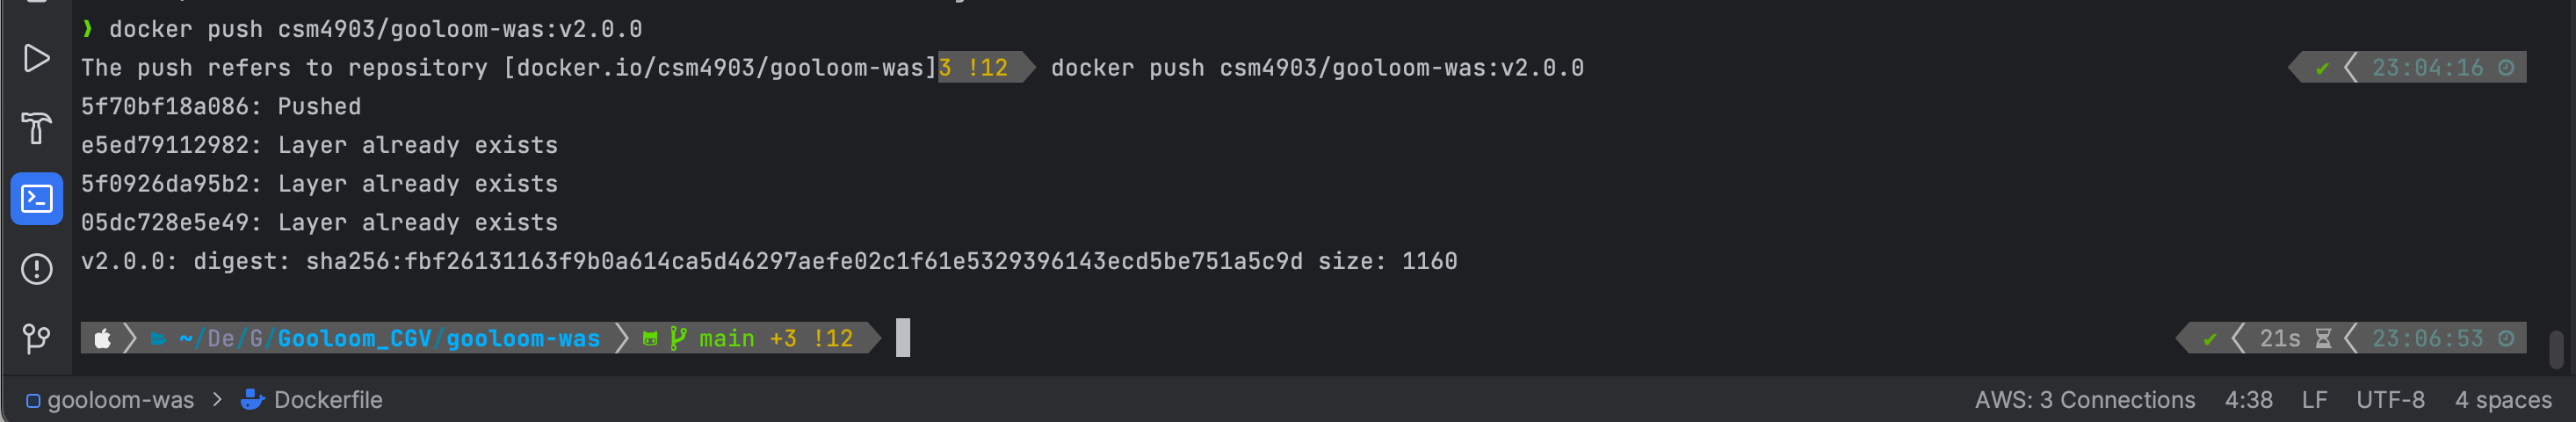 ❯ docker push csm4903/gooloom-was:v2.0.0
The push refers to repository [docker.io/csm4903/gooloom-was]3 !12 docker push csm4903/gooloom-was:v2.0.0 ✔ 23:04:16
5f70bf18a086: Pushed
e5ed79112982: Layer already exists
5f0926da95b2: Layer already exists
05dc728e5e49: Layer already exists
v2.0.0: digest: sha256:fbf26131163f9b0a614ca5d46297aefe02c1f61e5329396143ecd5be751a5c9d size: 1160
~/De/G/Gooloom_CGV/gooloom-was main +3 !12 ✔ 21s 23:06:53
gooloom-was > Dockerfile AWS: 3 Connections 4:38 LF UTF-8 4 spaces